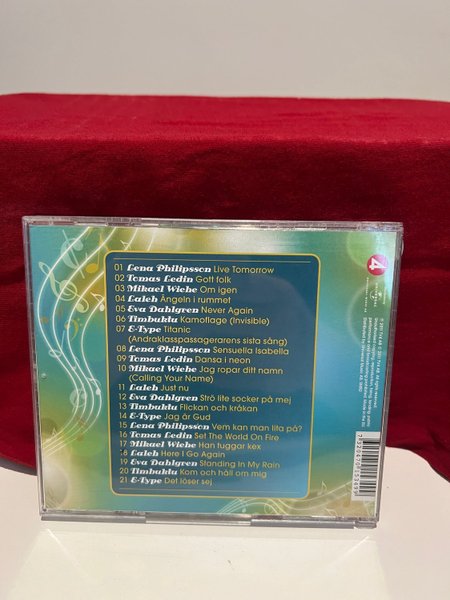 01 Lena Philipsson Live Tomorrow
02 Tomas Ledin Gott folk
03 Mikael Wiehe Om igen
04 Laleh Ängeln i rummet
05 Eva Dahlgren Never Again
06 Timbuktu Kamoflage (Invisible)
07 E-Type Titanic
(Andraklasspassagerarens sista sång)
08 Lena Philipsson Sensuella Isabella
09 Tomas Ledin Dansa i neon
10 Mikael Wiehe Jag ropar ditt namn
(Calling Your Name)
11 Laleh Just nu
12 Eva Dahlgren Strö lite socker på mej
13 Timbuktu Flickan och kråkan
14 E-Type Jag är Gud
15 Lena Philipsson Vem kan man lita på?
16 Tomas Ledin Set The World On Fire
17 Mikael Wiehe Han tuggar kex
18 Laleh Here I Go Again
19 Eva Dahlgren Standing In My Rain
20 Timbuktu Kom och håll om mig
21 E-Type Det löser sej
4